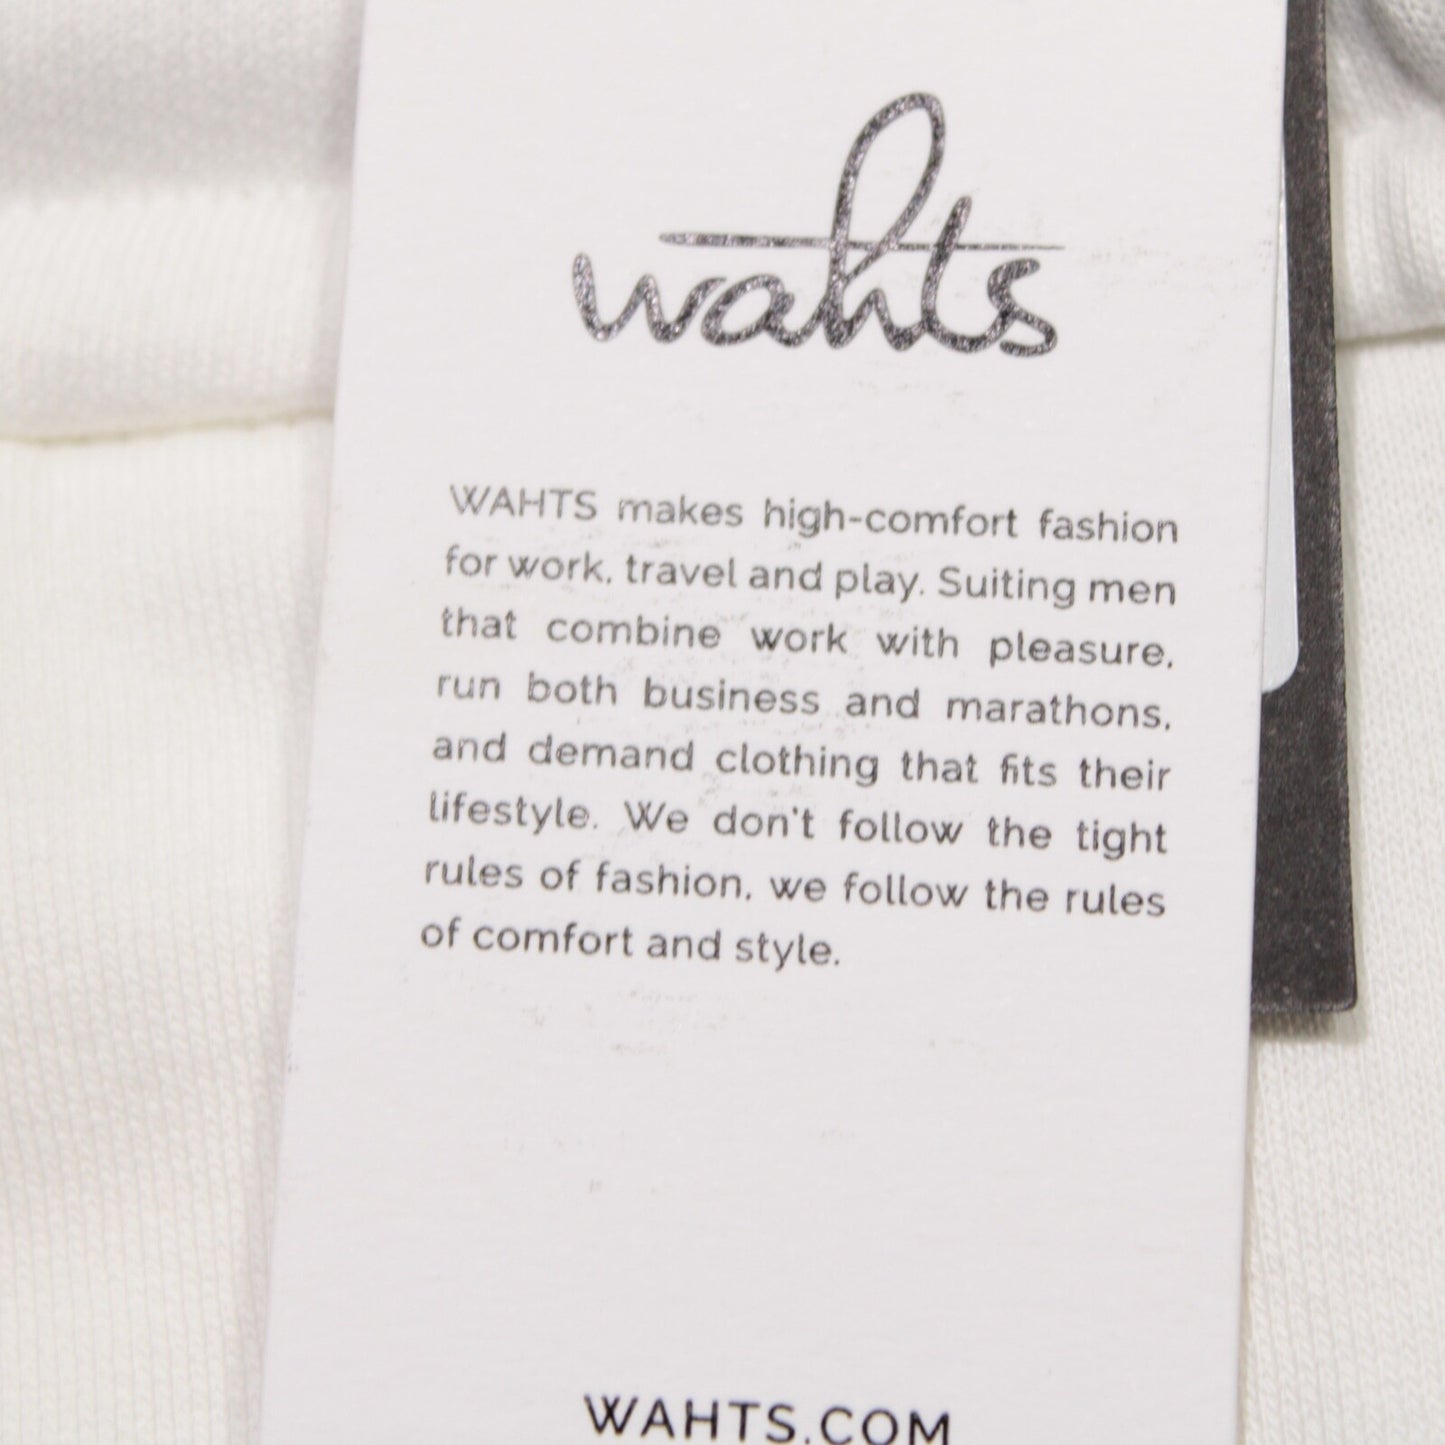 wahts
WAHTS makes high-comfort fashion
for work, travel and play. Suiting men
that combine work with pleasure,
run both business and marathons,
and demand clothing that fits their
lifestyle. We don't follow the tight
rules of fashion, we follow the rules
of comfort and style.
WAHTS.COM